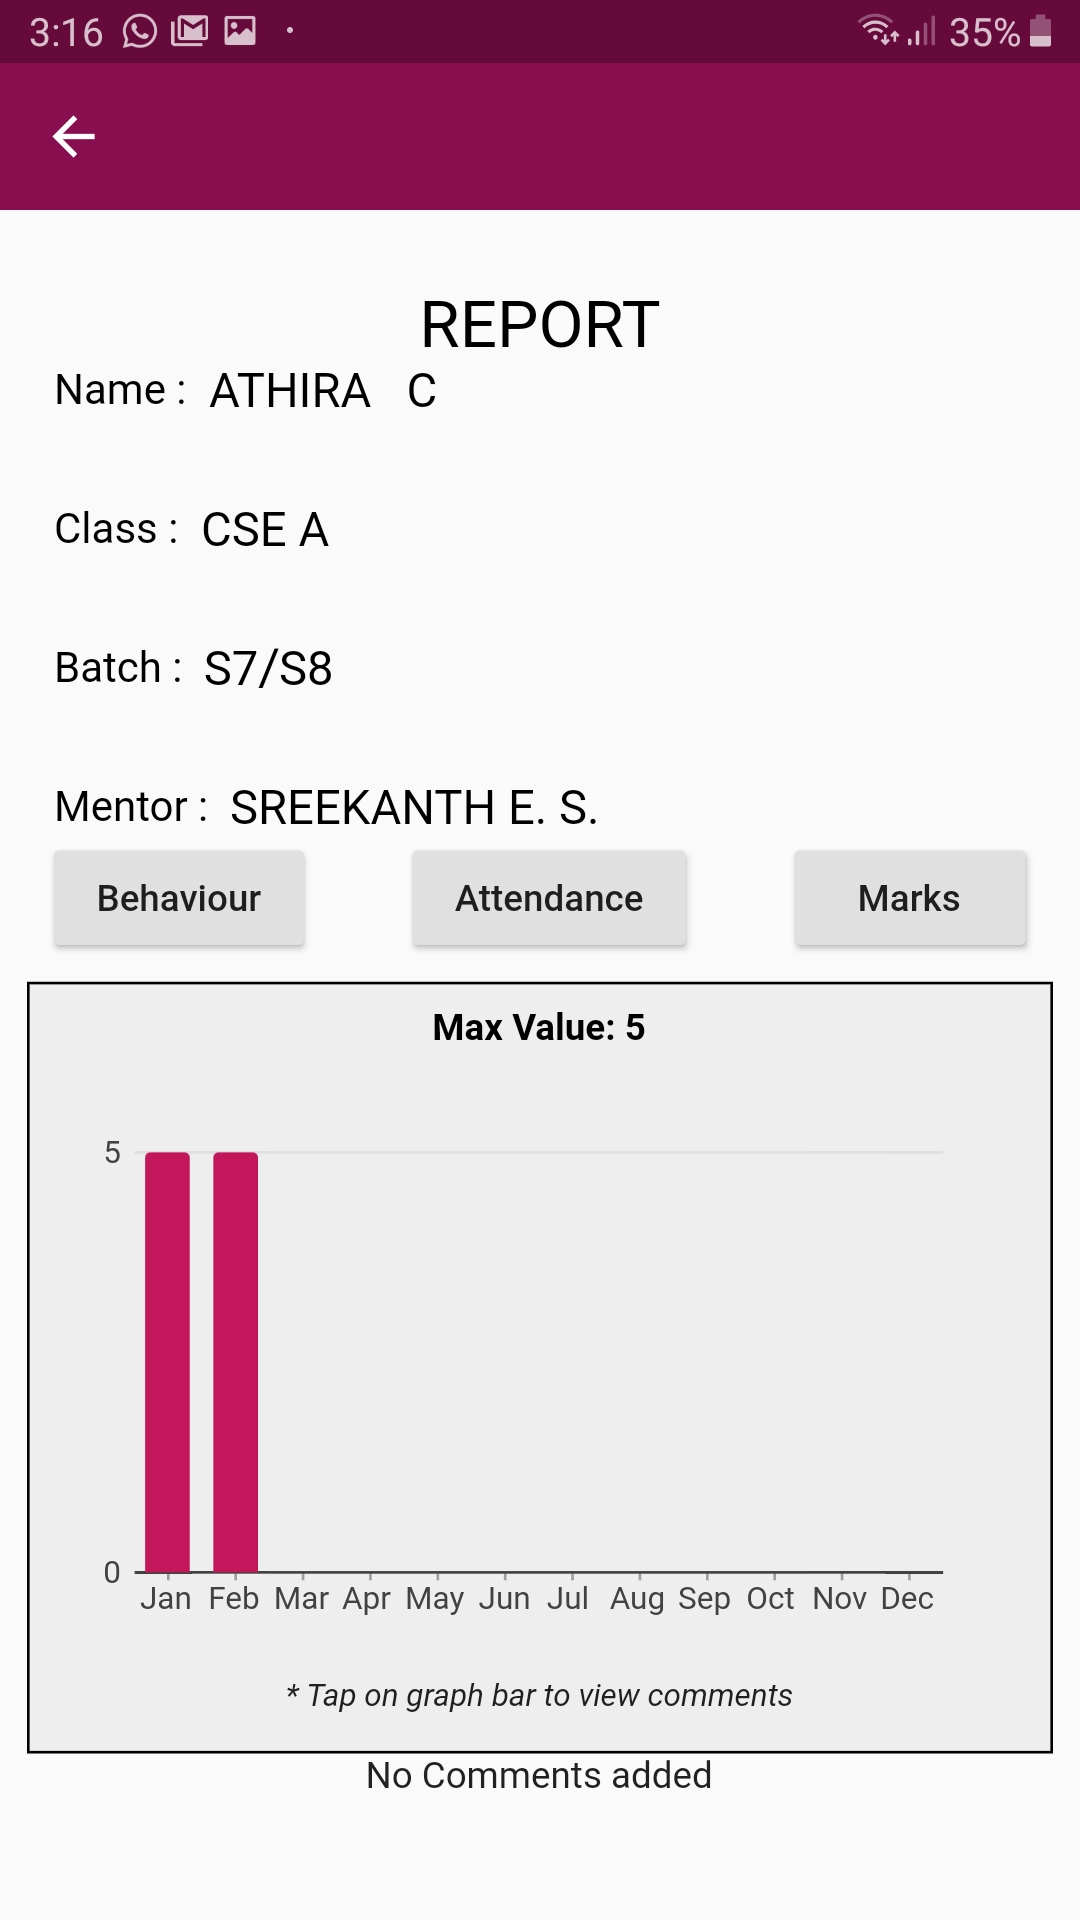 3:16 35%
REPORT
Name : ATHIRA C
Class : CSE A
Batch : S7/S8
Mentor : SREEKANTH E. S.
Behaviour Attendance Marks
Max Value: 5
5
0
Jan Feb Mar Apr May Jun Jul Aug Sep Oct Nov Dec
* Tap on graph bar to view comments
No Comments added